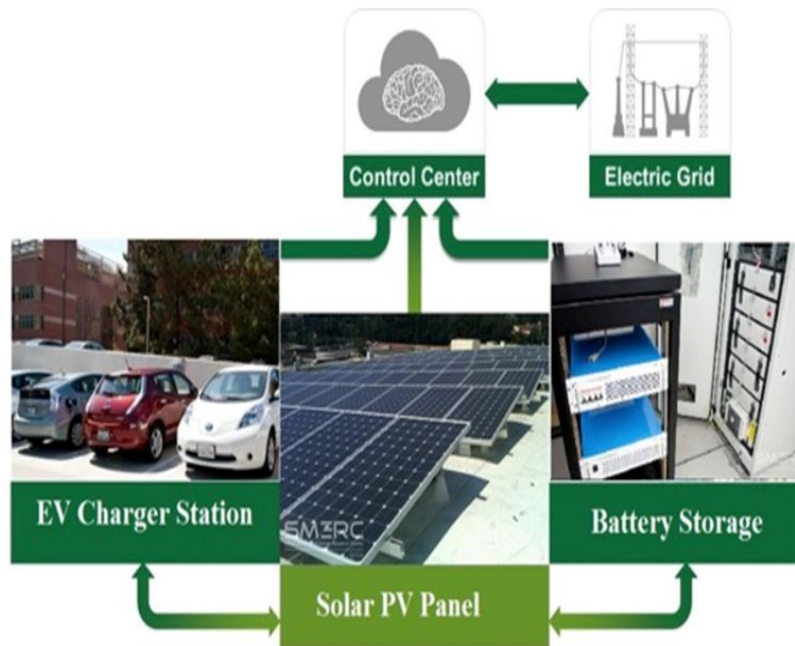 Control Center
Electric Grid
SMERC
EV Charger Station
Battery Storage
Solar PV Panel